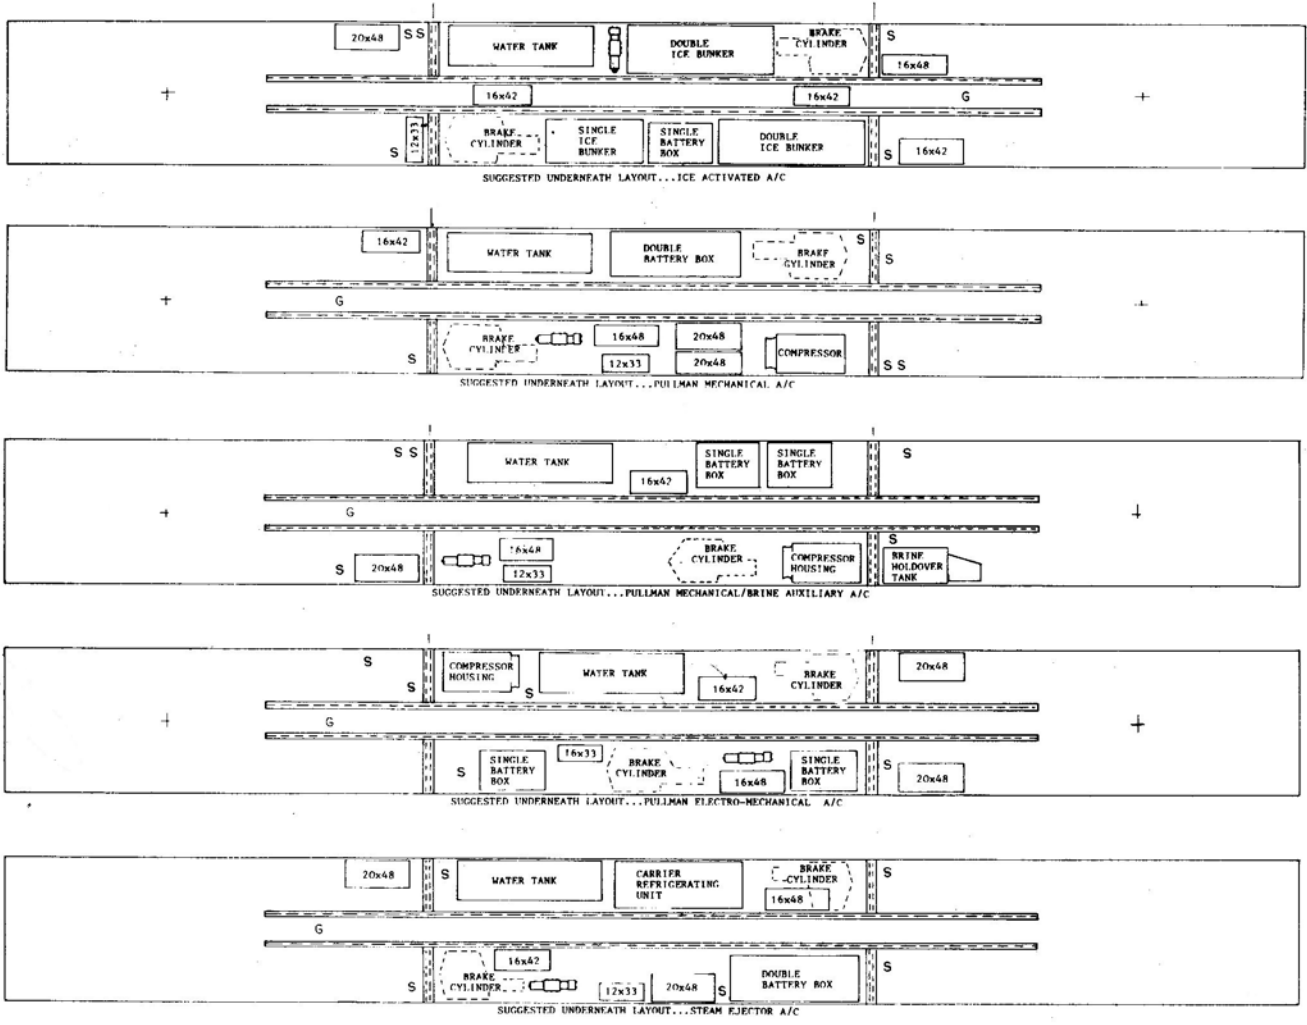 20x48 S S
WATER TANK
DOUBLE
ICE BUNKER
BRAKE
CYLINDER
S
16x48
16x42
16x42
G
S
12x33
BRAKE
CYLINDER
SINGLE
ICE
BUNKER
SINGLE
BATTERY
BOX
DOUBLE
ICE BUNKER
S
16x42
SUGGESTED UNDERNEATH LAYOUT...ICE ACTIVATED A/C
16x42
WATER TANK
DOUBLE
BATTERY BOX
BRAKE
CYLINDER
S
S
G
S
BRAKE
CYLINDER
16x48
12x33
20x48
20x48
COMPRESSOR
S S
SUGGESTED UNDERNEATH LAYOUT...PULLMAN MECHANICAL A/C
S S
WATER TANK
16x42
SINGLE
BATTERY
BOX
SINGLE
BATTERY
BOX
S
G
S
20x48
16x48
12x33
BRAKE
CYLINDER
COMPRESSOR
HOUSING
S
BRINE
HOLDOVER
TANK
SUGGESTED UNDERNEATH LAYOUT...PULLMAN MECHANICAL/BRINE AUXILIARY A/C
S
S
COMPRESSOR
HOUSING
S
WATER TANK
16x42
BRAKE
CYLINDER
20x48
G
S
SINGLE
BATTERY
BOX
16x33
BRAKE
CYLINDER
16x48
SINGLE
BATTERY
BOX
S
20x48
SUGGESTED UNDERNEATH LAYOUT...PULLMAN ELECTRO-MECHANICAL A/C
20x48
S
WATER TANK
CARRIER
REFRIGERATING
UNIT
BRAKE
CYLINDER
16x48
S
G
S
BRAKE
CYLINDER
16x42
12x33
20x48
S
DOUBLE
BATTERY BOX
S
SUGGESTED UNDERNEATH LAYOUT...STEAM EJECTOR A/C